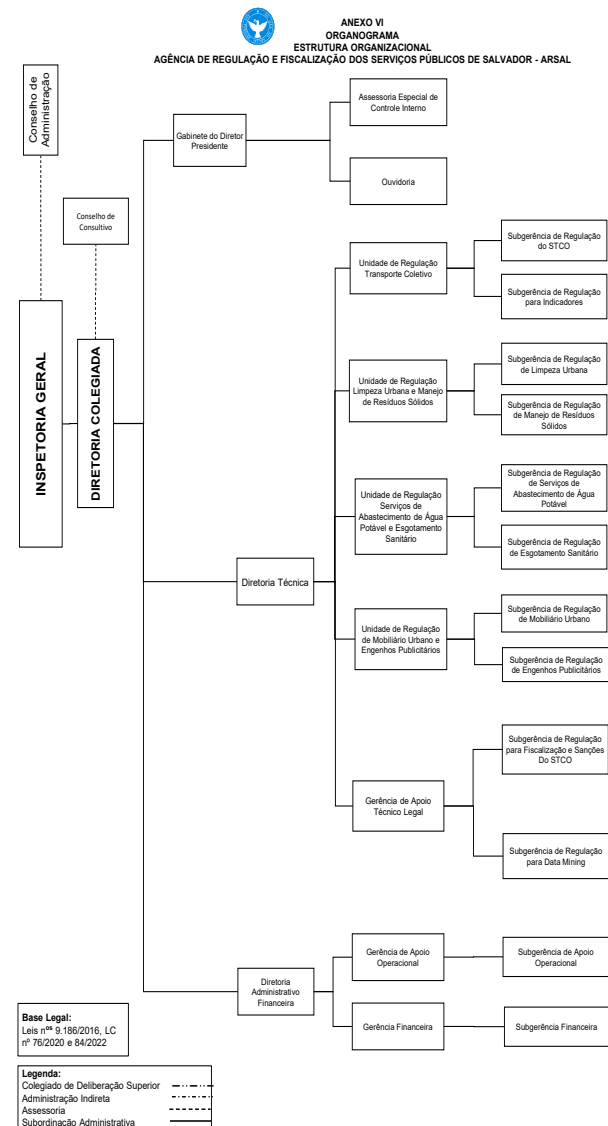 ANEXO VI
ORGANOGRAMA
ESTRUTURA ORGANIZACIONAL
AGÊNCIA DE REGULAÇÃO E FISCALIZAÇÃO DOS SERVIÇOS PÚBLICOS DE SALVADOR - ARSAL
Conselho de
Administração
Conselho de
Consultivo
INSPETORIA GERAL
DIRETORIA COLEGIADA
Gabinete do Diretor
Presidente
Assessoria Especial de
Controle Interno
Ouvidoria
Diretoria Técnica
Unidade de Regulação
Transporte Coletivo
Subgerência de Regulação
do STCO
Subgerência de Regulação
para Indicadores
Unidade de Regulação
Limpeza Urbana e Manejo
de Resíduos Sólidos
Subgerência de Regulação
de Limpeza Urbana
Subgerência de Regulação
de Manejo de Resíduos
Sólidos
Unidade de Regulação
Serviços de
Abastecimento de Água
Potável e Esgotamento
Sanitário
Subgerência de Regulação
de Serviços de
Abastecimento de Água
Potável
Subgerência de Regulação
de Esgotamento Sanitário
Unidade de Regulação
de Mobiliário Urbano e
Engenhos Publicitários
Subgerência de Regulação
de Mobiliário Urbano
Subgerência de Regulação
de Engenhos Publicitários
Gerência de Apoio
Técnico Legal
Subgerência de Regulação
para Fiscalização e Sanções
Do STCO
Subgerência de Regulação
para Data Mining
Diretoria
Administrativo
Financeira
Gerência de Apoio
Operacional
Subgerência de Apoio
Operacional
Gerência Financeira
Subgerência Financeira
Base Legal:
Leis nºs 9.186/2016, LC
nº 76/2020 e 84/2022
Legenda:
Colegiado de Deliberação Superior
Administração Indireta
Assessoria
Subordinação Administrativa